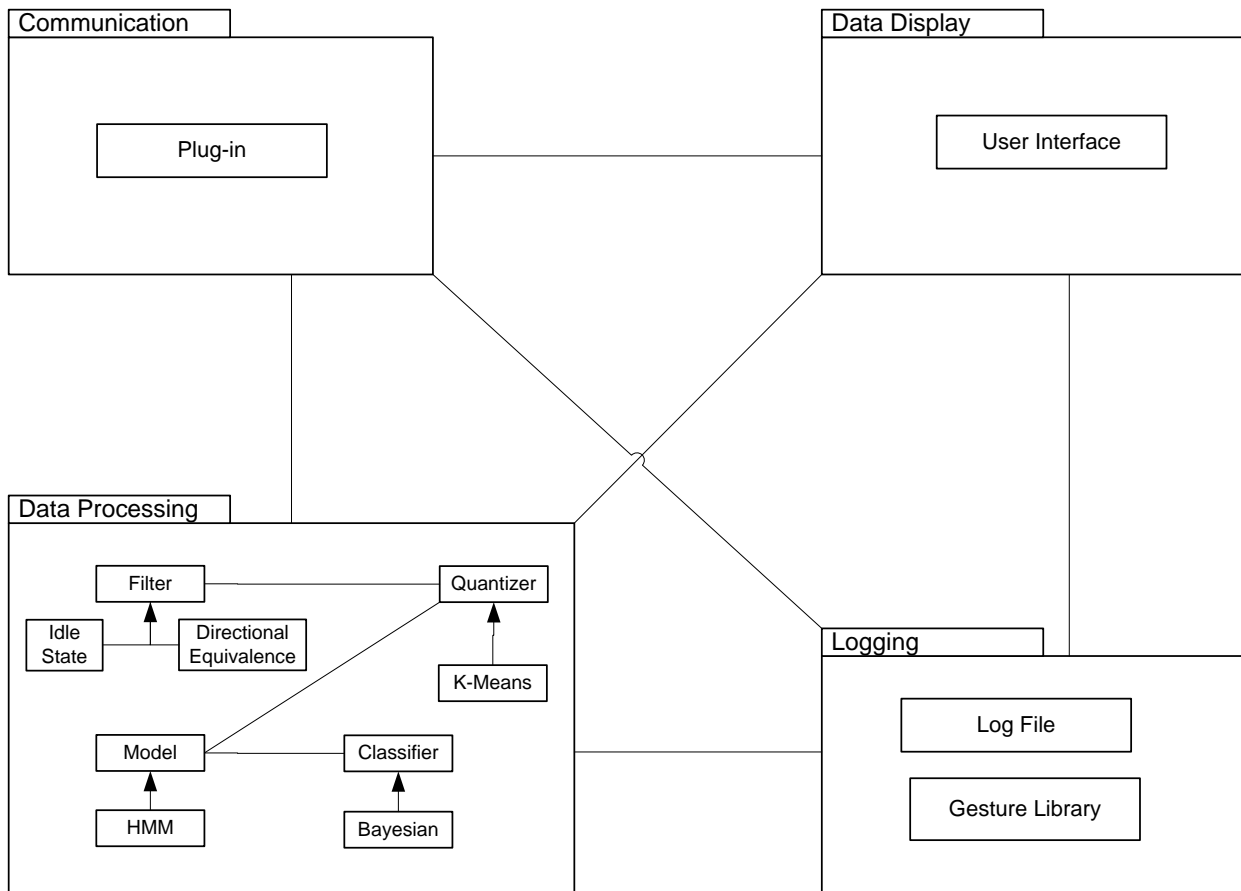 Communication
Plug-in
Data Display
User Interface
Data Processing
Filter
Quantizer
Idle
State
Directional
Equivalence
K-Means
Model
Classifier
HMM
Bayesian
Logging
Log File
Gesture Library